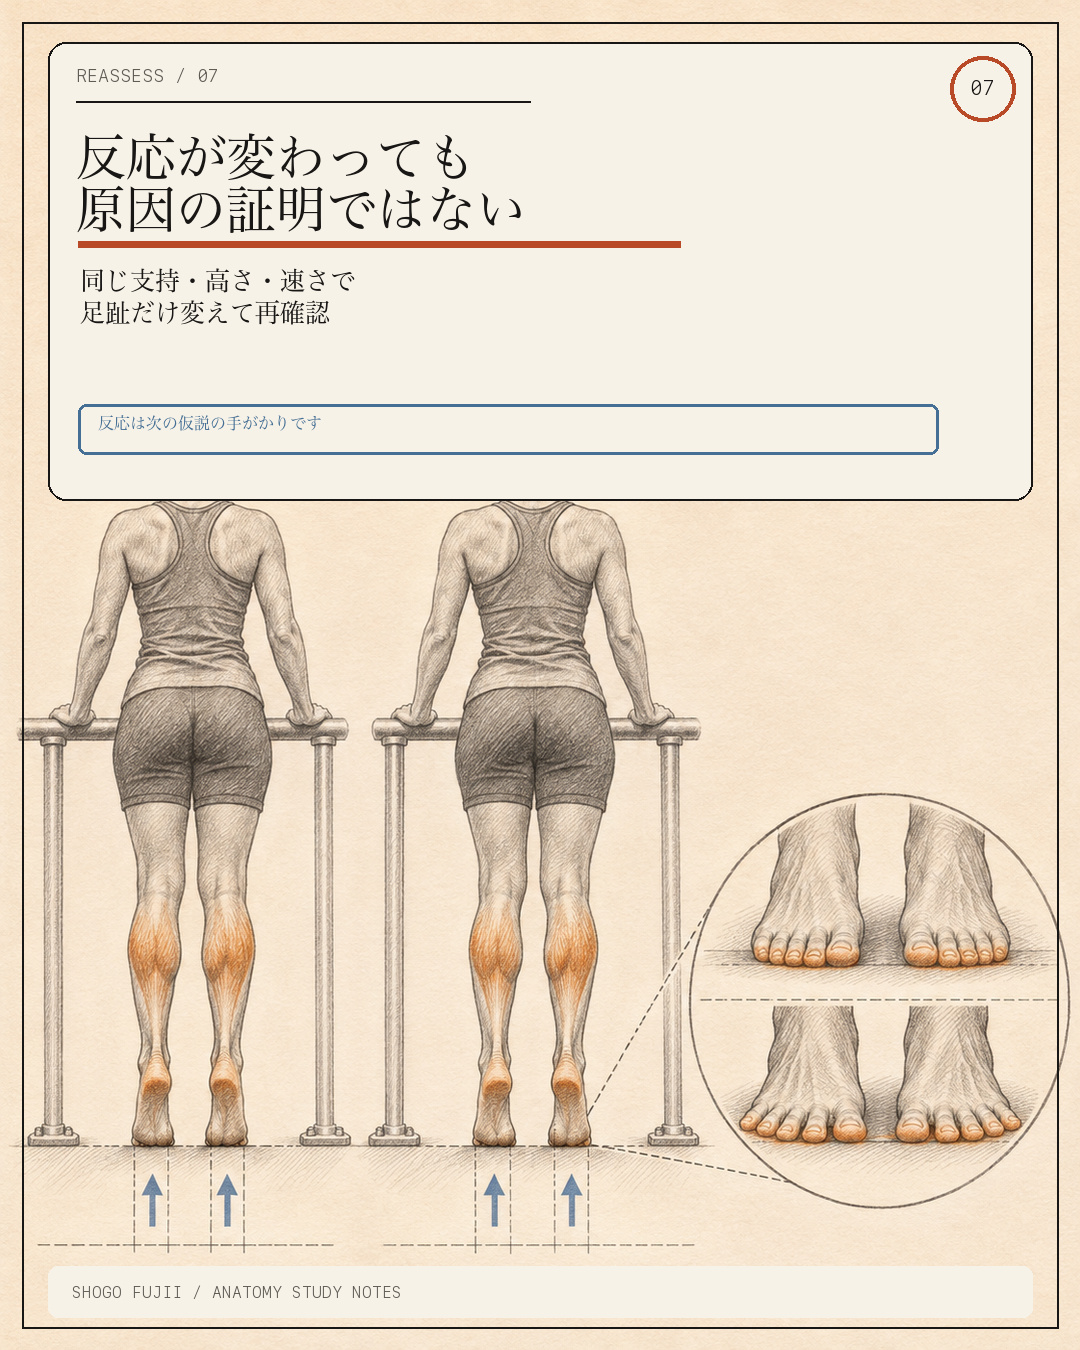 REASSESS / 07
07
反応が変わっても
原因の証明ではない
同じ支持・高さ・速さで
足趾だけ変えて再確認
反応は次の仮説の手がかりです
SHOGO FUJII / ANATOMY STUDY NOTES